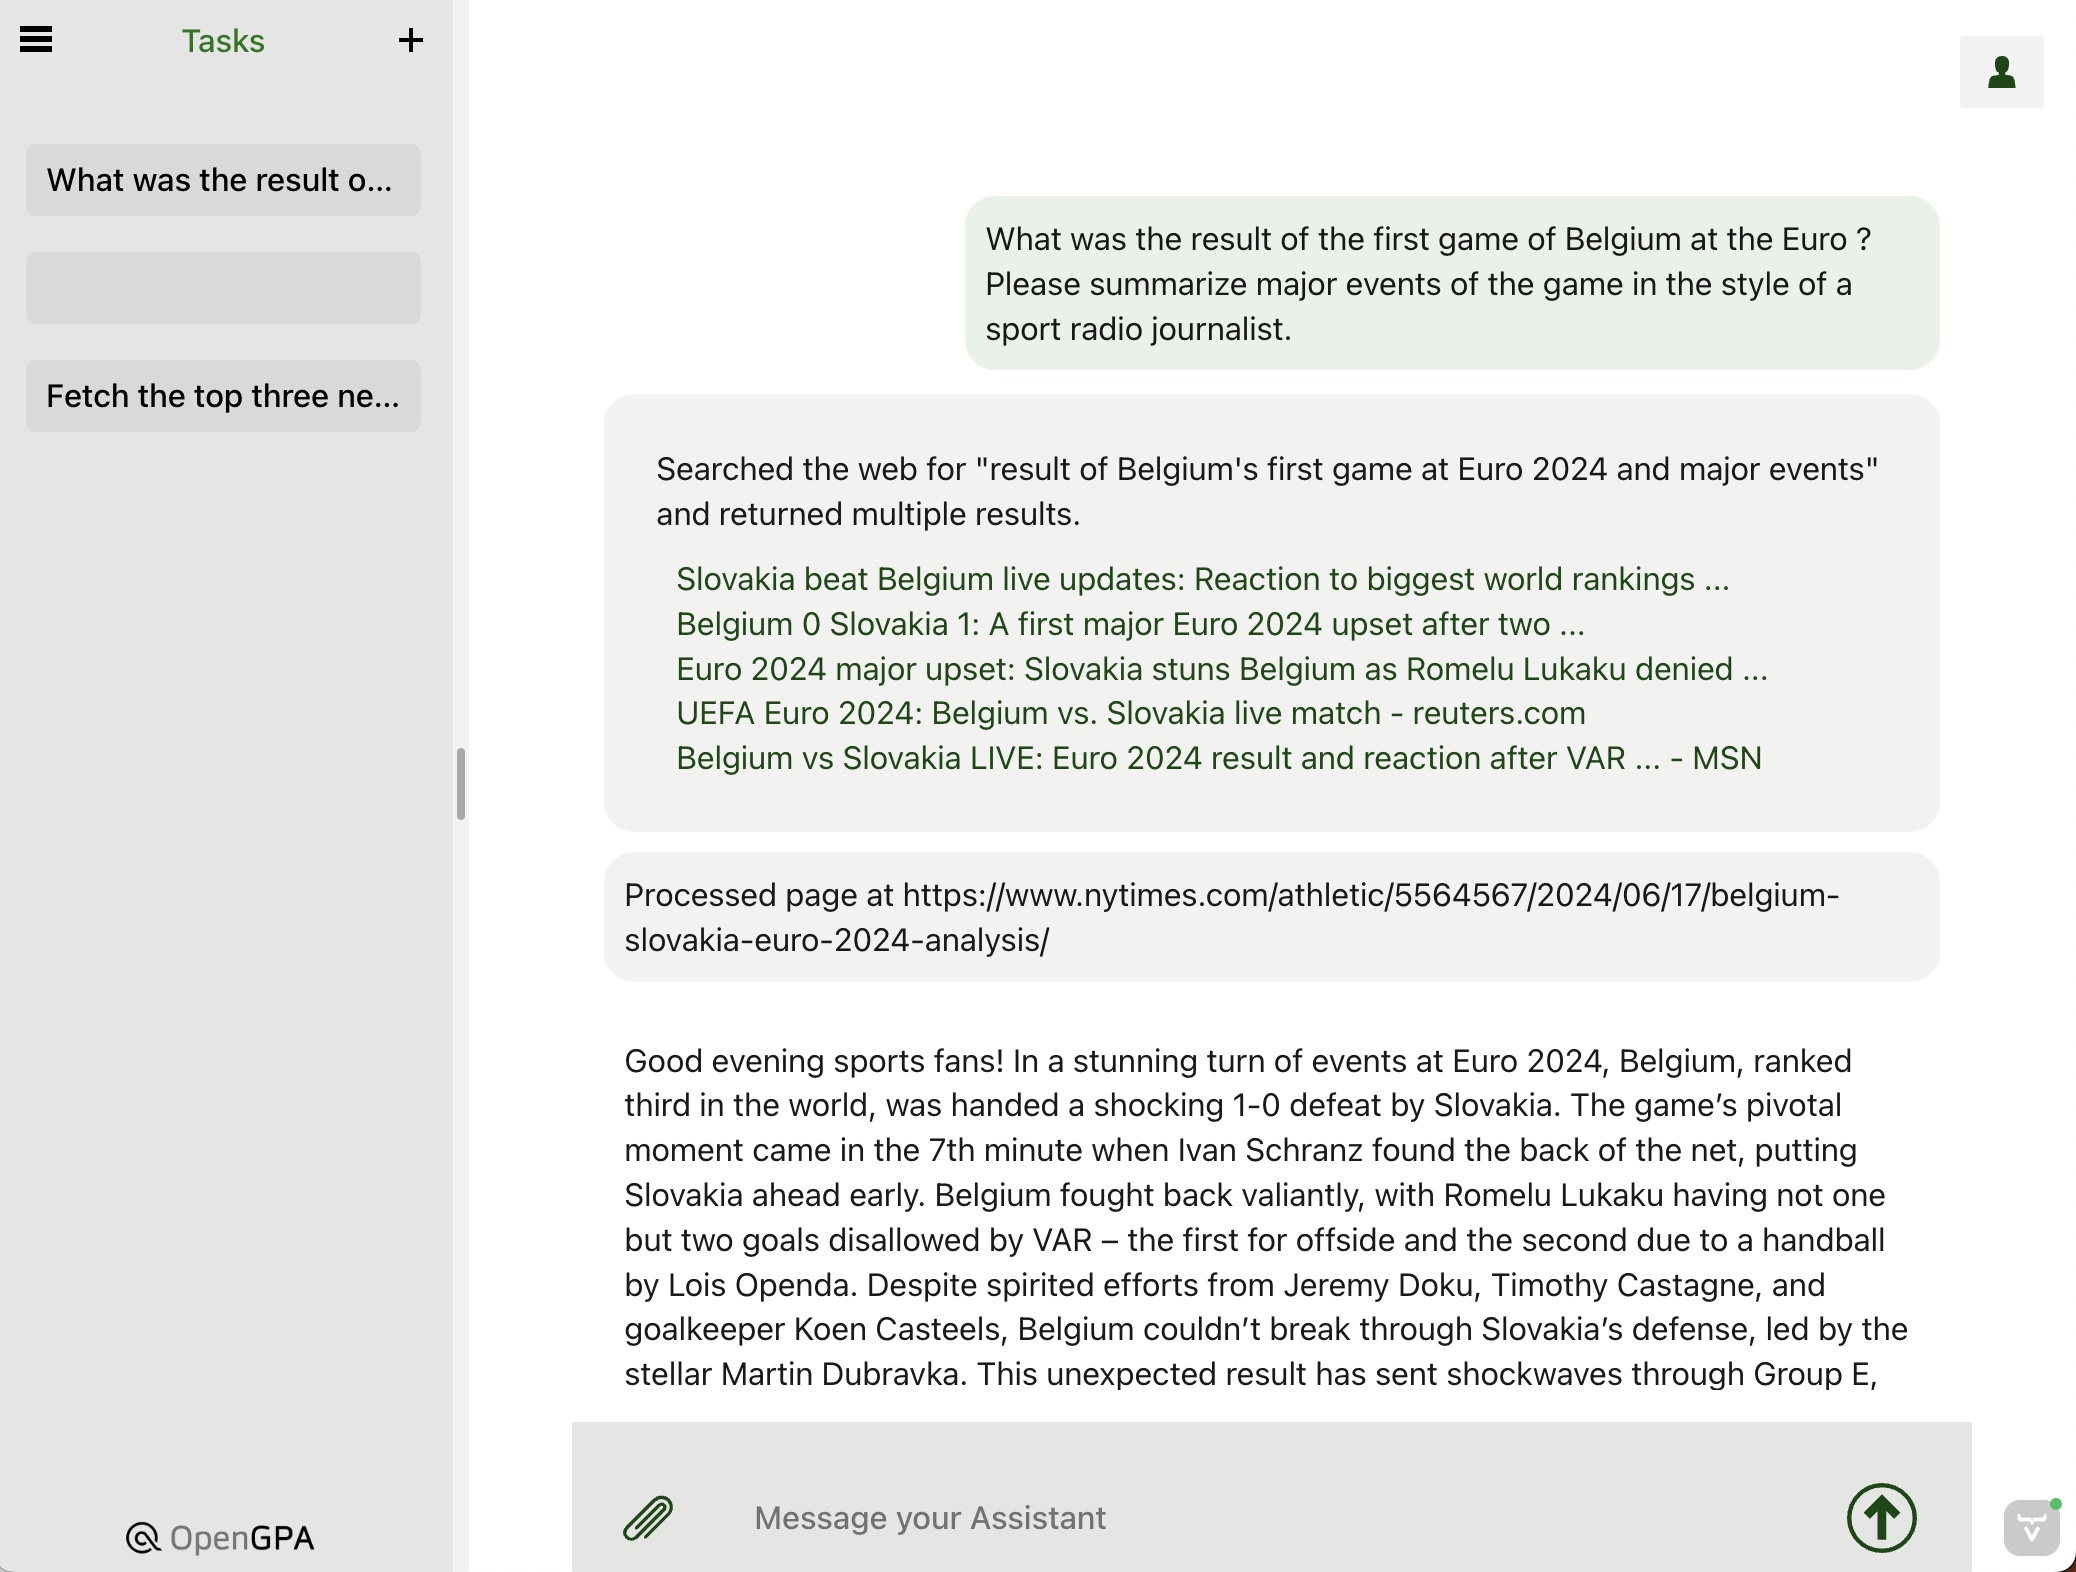 Tasks
What was the result o...
Fetch the top three ne...
OpenGPA
What was the result of the first game of Belgium at the Euro ?
Please summarize major events of the game in the style of a
sport radio journalist.
Searched the web for "result of Belgium's first game at Euro 2024 and major events"
and returned multiple results.
Slovakia beat Belgium live updates: Reaction to biggest world rankings ...
Belgium 0 Slovakia 1: A first major Euro 2024 upset after two ...
Euro 2024 major upset: Slovakia stuns Belgium as Romelu Lukaku denied ...
UEFA Euro 2024: Belgium vs. Slovakia live match - reuters.com
Belgium vs Slovakia LIVE: Euro 2024 result and reaction after VAR ... - MSN
Processed page at https://www.nytimes.com/athletic/5564567/2024/06/17/belgium-
slovakia-euro-2024-analysis/
Good evening sports fans! In a stunning turn of events at Euro 2024, Belgium, ranked
third in the world, was handed a shocking 1-0 defeat by Slovakia. The game’s pivotal
moment came in the 7th minute when Ivan Schranz found the back of the net, putting
Slovakia ahead early. Belgium fought back valiantly, with Romelu Lukaku having not one
but two goals disallowed by VAR – the first for offside and the second due to a handball
by Lois Openda. Despite spirited efforts from Jeremy Doku, Timothy Castagne, and
goalkeeper Koen Casteels, Belgium couldn’t break through Slovakia’s defense, led by the
stellar Martin Dubravka. This unexpected result has sent shockwaves through Group E,
Message your Assistant